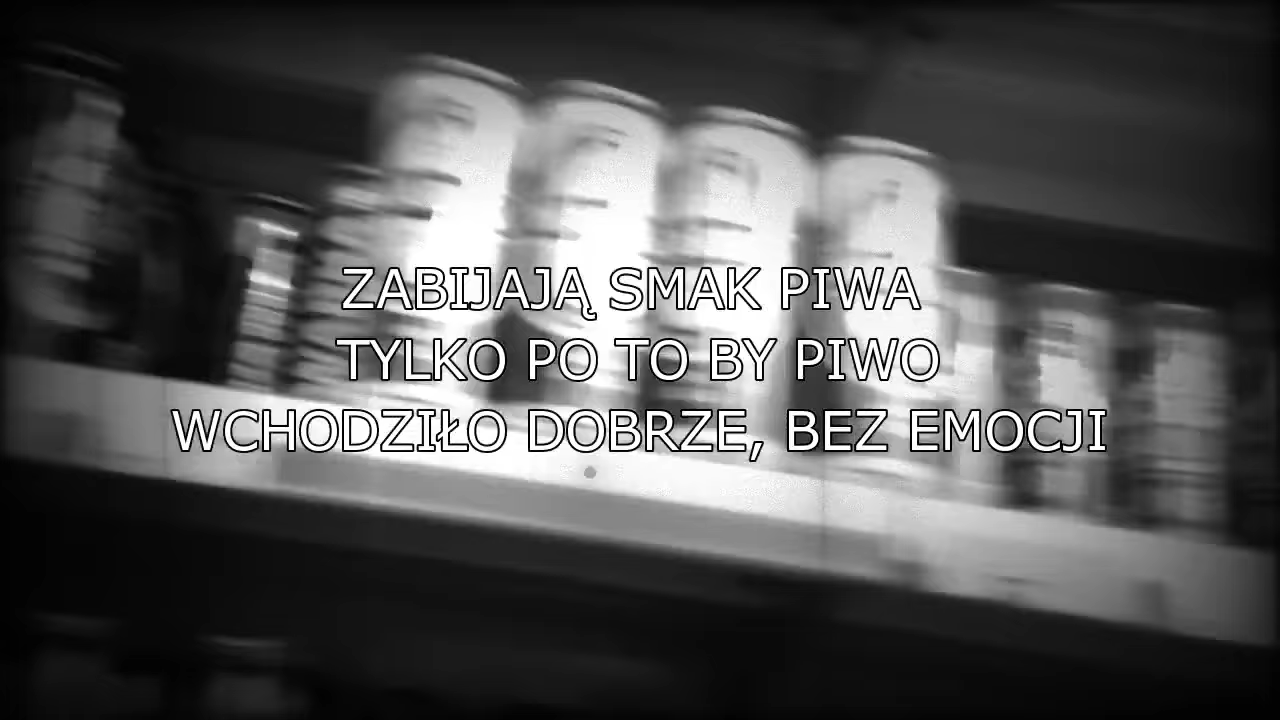 ZABIJAJĄ SMAK PIWA
TYLKO PO TO BY PIWO
WCHODZIŁO DOBRZE, BEZ EMOCJI